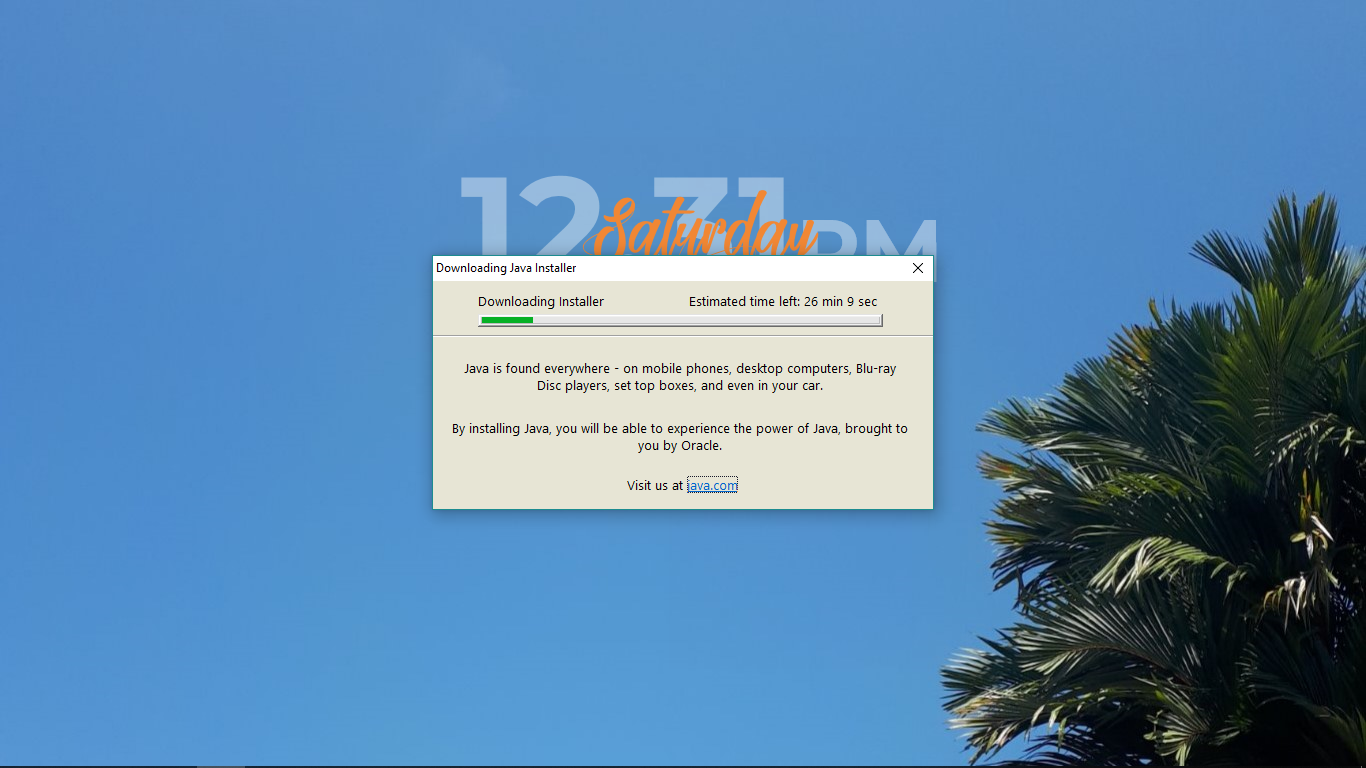 12 31 PM
Saturday
Downloading Java Installer
Downloading Installer Estimated time left: 26 min 9 sec
Java is found everywhere - on mobile phones, desktop computers, Blu-ray
Disc players, set top boxes, and even in your car.
By installing Java, you will be able to experience the power of Java, brought to
you by Oracle.
Visit us at java.com